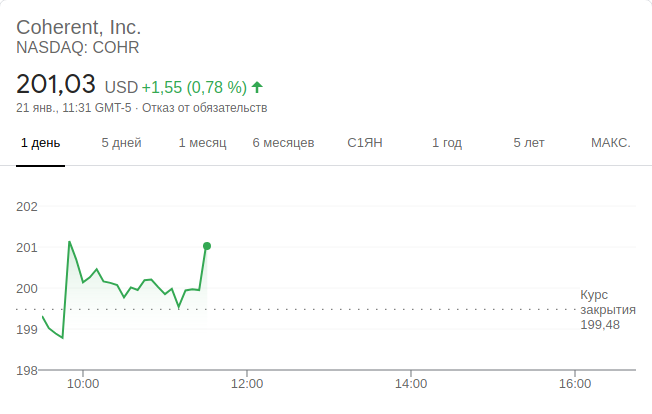 Coherent, Inc.
NASDAQ: COHR
201,03 USD +1,55 (0,78 %)
21 янв., 11:31 GMT-5 · Отказ от обязательств
1 день 5 дней 1 месяц 6 месяцев С1ЯН 1 год 5 лет МАКС.
202
201
200
199
198
Курс
закрытия
199,48
10:00 12:00 14:00 16:00